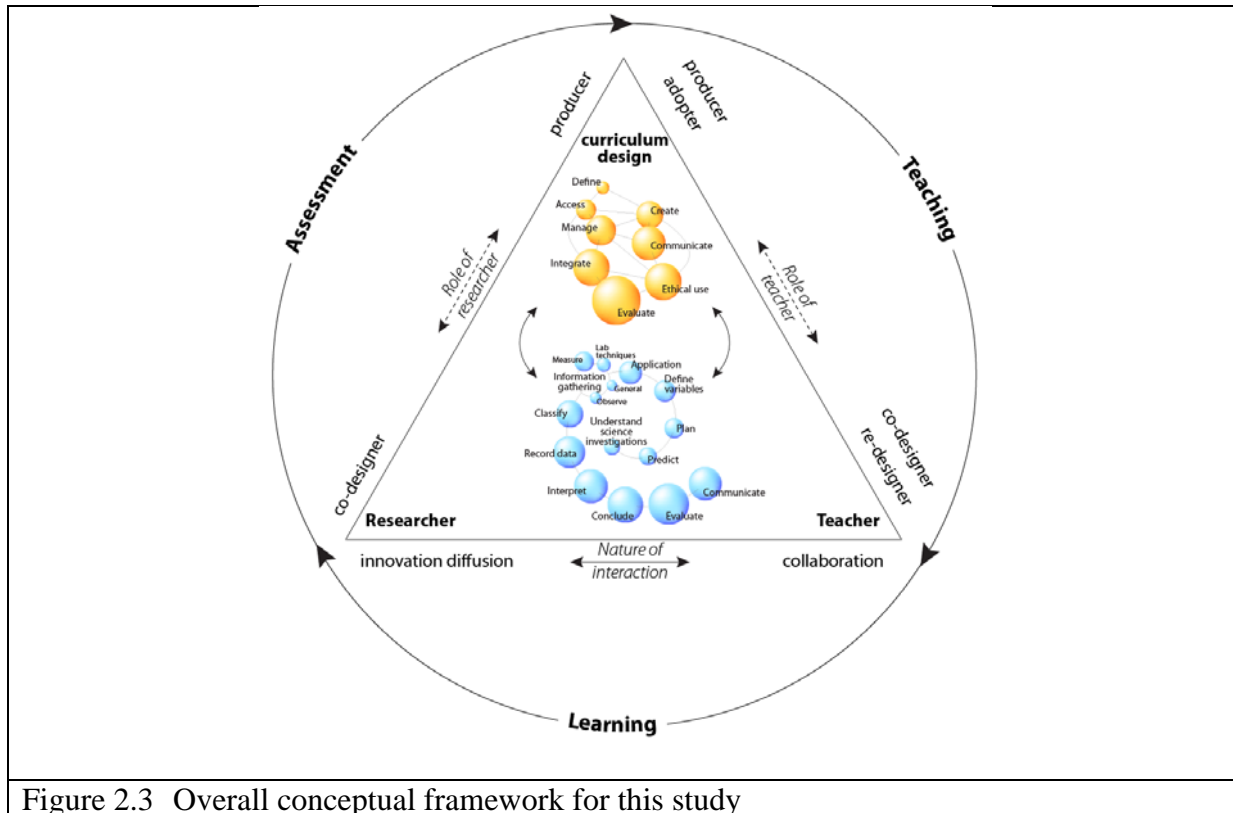 producer
producer
adopter
curriculum
design
Define
Access
Create
Manage
Communicate
Integrate
Ethical use
Evaluate
Assessment
Teaching
Role of
researcher
Role of
teacher
Lab
techniques
Measure
Application
Information
gathering
General
Define
variables
Observe
Classify
Understand
science
investigations
Plan
Record data
Predict
Interpret
Communicate
Conclude
Evaluate
co-designer
co-designer
re-designer
Researcher
Teacher
innovation diffusion
Nature of
interaction
collaboration
Learning
Figure 2.3 Overall conceptual framework for this study